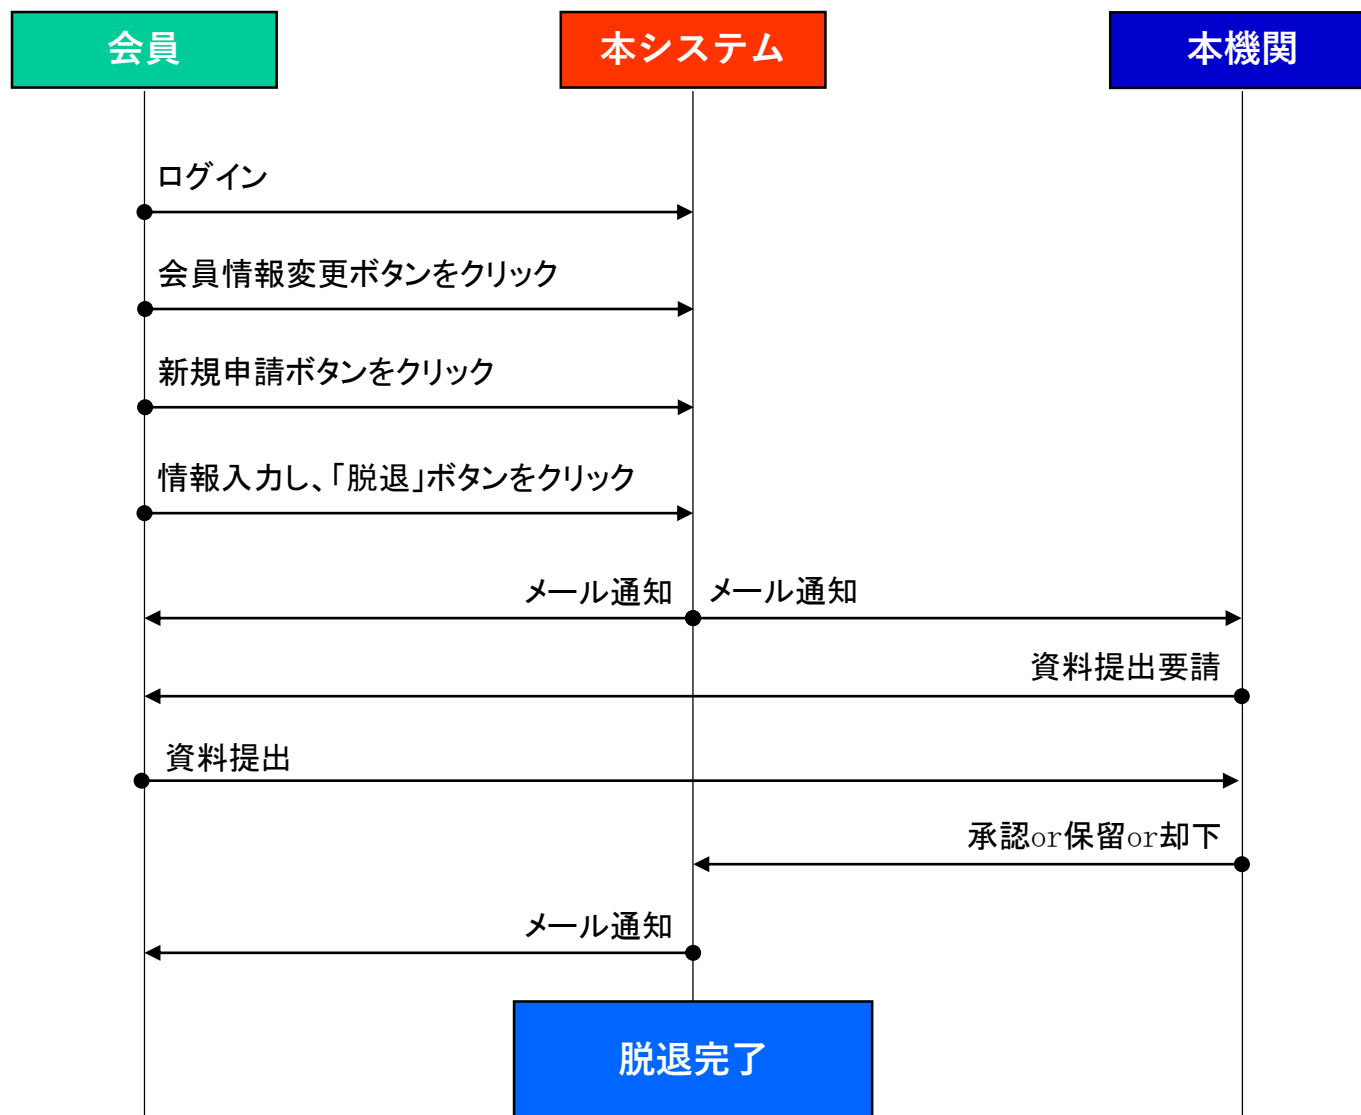 会員
本システム
本機関
ログイン
会員情報変更ボタンをクリック
新規申請ボタンをクリック
情報入力し、「脱退」ボタンをクリック
メール通知
メール通知
資料提出要請
資料提出
承認or保留or却下
メール通知
脱退完了